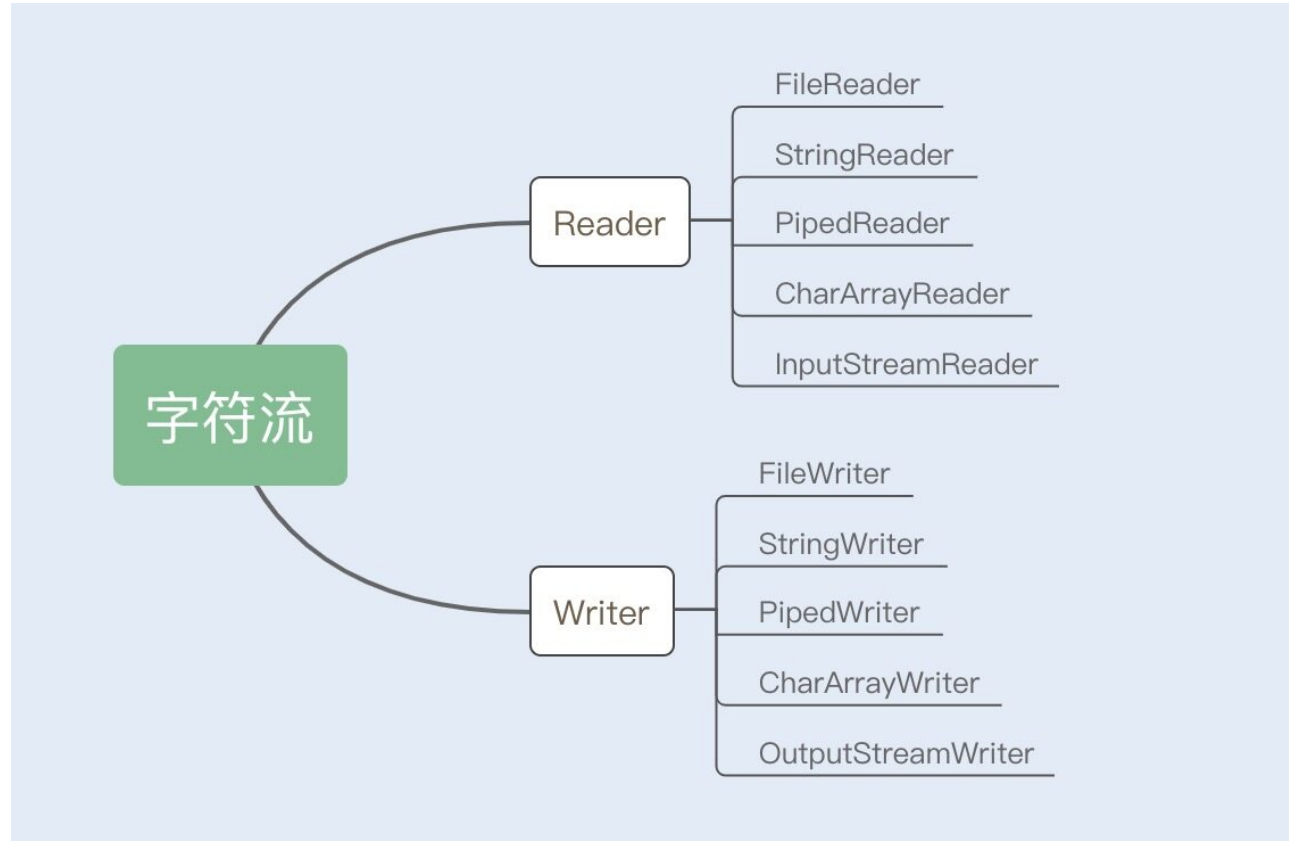 字符流
Reader
FileReader
StringReader
PipedReader
CharArrayReader
InputStreamReader
Writer
FileWriter
StringWriter
PipedWriter
CharArrayWriter
OutputStreamWriter